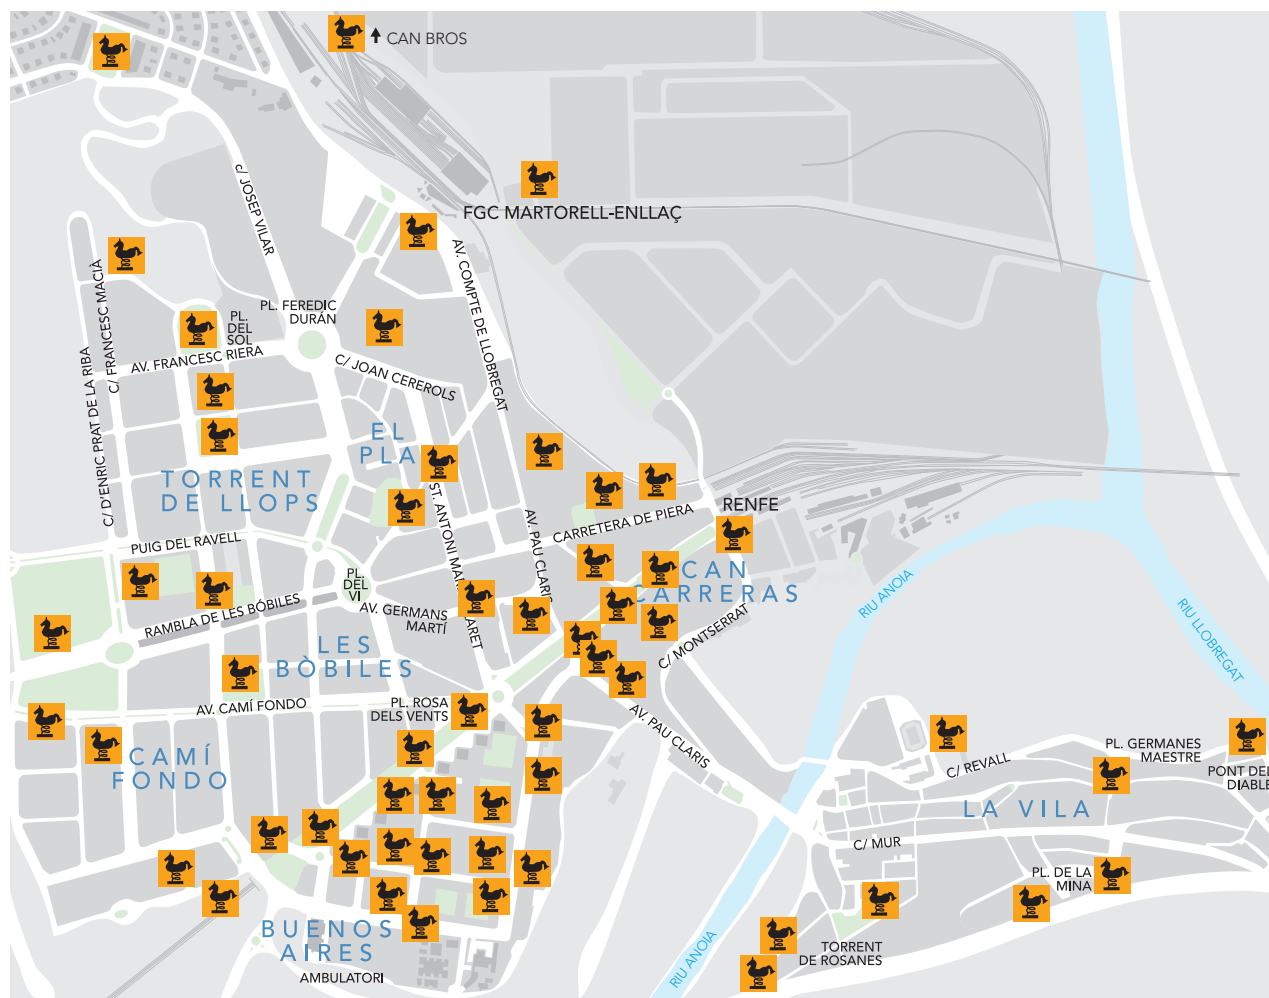 CAN BROS
FGC MARTORELL-ENLLAÇ
c/ JOSEP VILAR
AV. COMPTE DE LLOBREGAT
C/ FRANCESC MACIÀ
PL. FEREDIC
DURÁN
PL.
DEL
SOL
AV. FRANCESC RIERA
C/ JOAN CEREROLS
C/ D'ENRIC PRAT DE LA RIBA
EL
PLA
TORRENT
DE LLOPS
RENFE
ST. ANTONI MAR
ARET
AV. PAU CLARIS
CARRETERA DE PIERA
PUIG DEL RAVELL
PL.
DEL
VI
CAN
CARRERAS
RIU ANOIA
RIU LLOBREGAT
RAMBLA DE LES BÓBILES
AV. GERMANS
MARTÍ
C/ MONTSERRAT
LES
BÒBILES
AV. CAMÍ FONDO
PL. ROSA
DELS VENTS
AV. PAU CLARIS
CAMÍ
FONDO
C/ REVALL
PL. GERMANES
MAESTRE
PONT DEL
DIABLE
LA VILA
C/ MUR
PL. DE LA
MINA
BUENOS
AIRES
AMBULATORI
RIU ANOIA
TORRENT
DE ROSANES